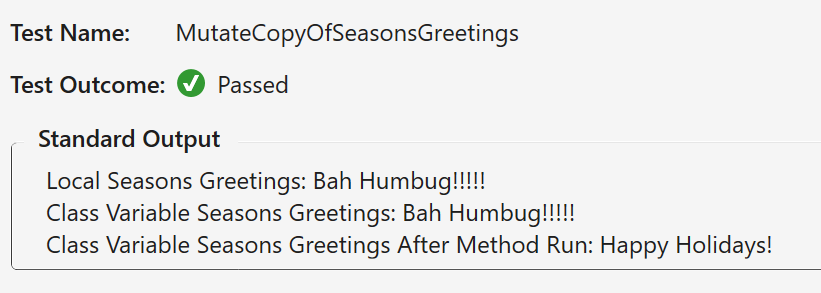 Test Name: MutateCopyOfSeasonsGreetings
Test Outcome: Passed
Standard Output
Local Seasons Greetings: Bah Humbug!!!!!
Class Variable Seasons Greetings: Bah Humbug!!!!!
Class Variable Seasons Greetings After Method Run: Happy Holidays!